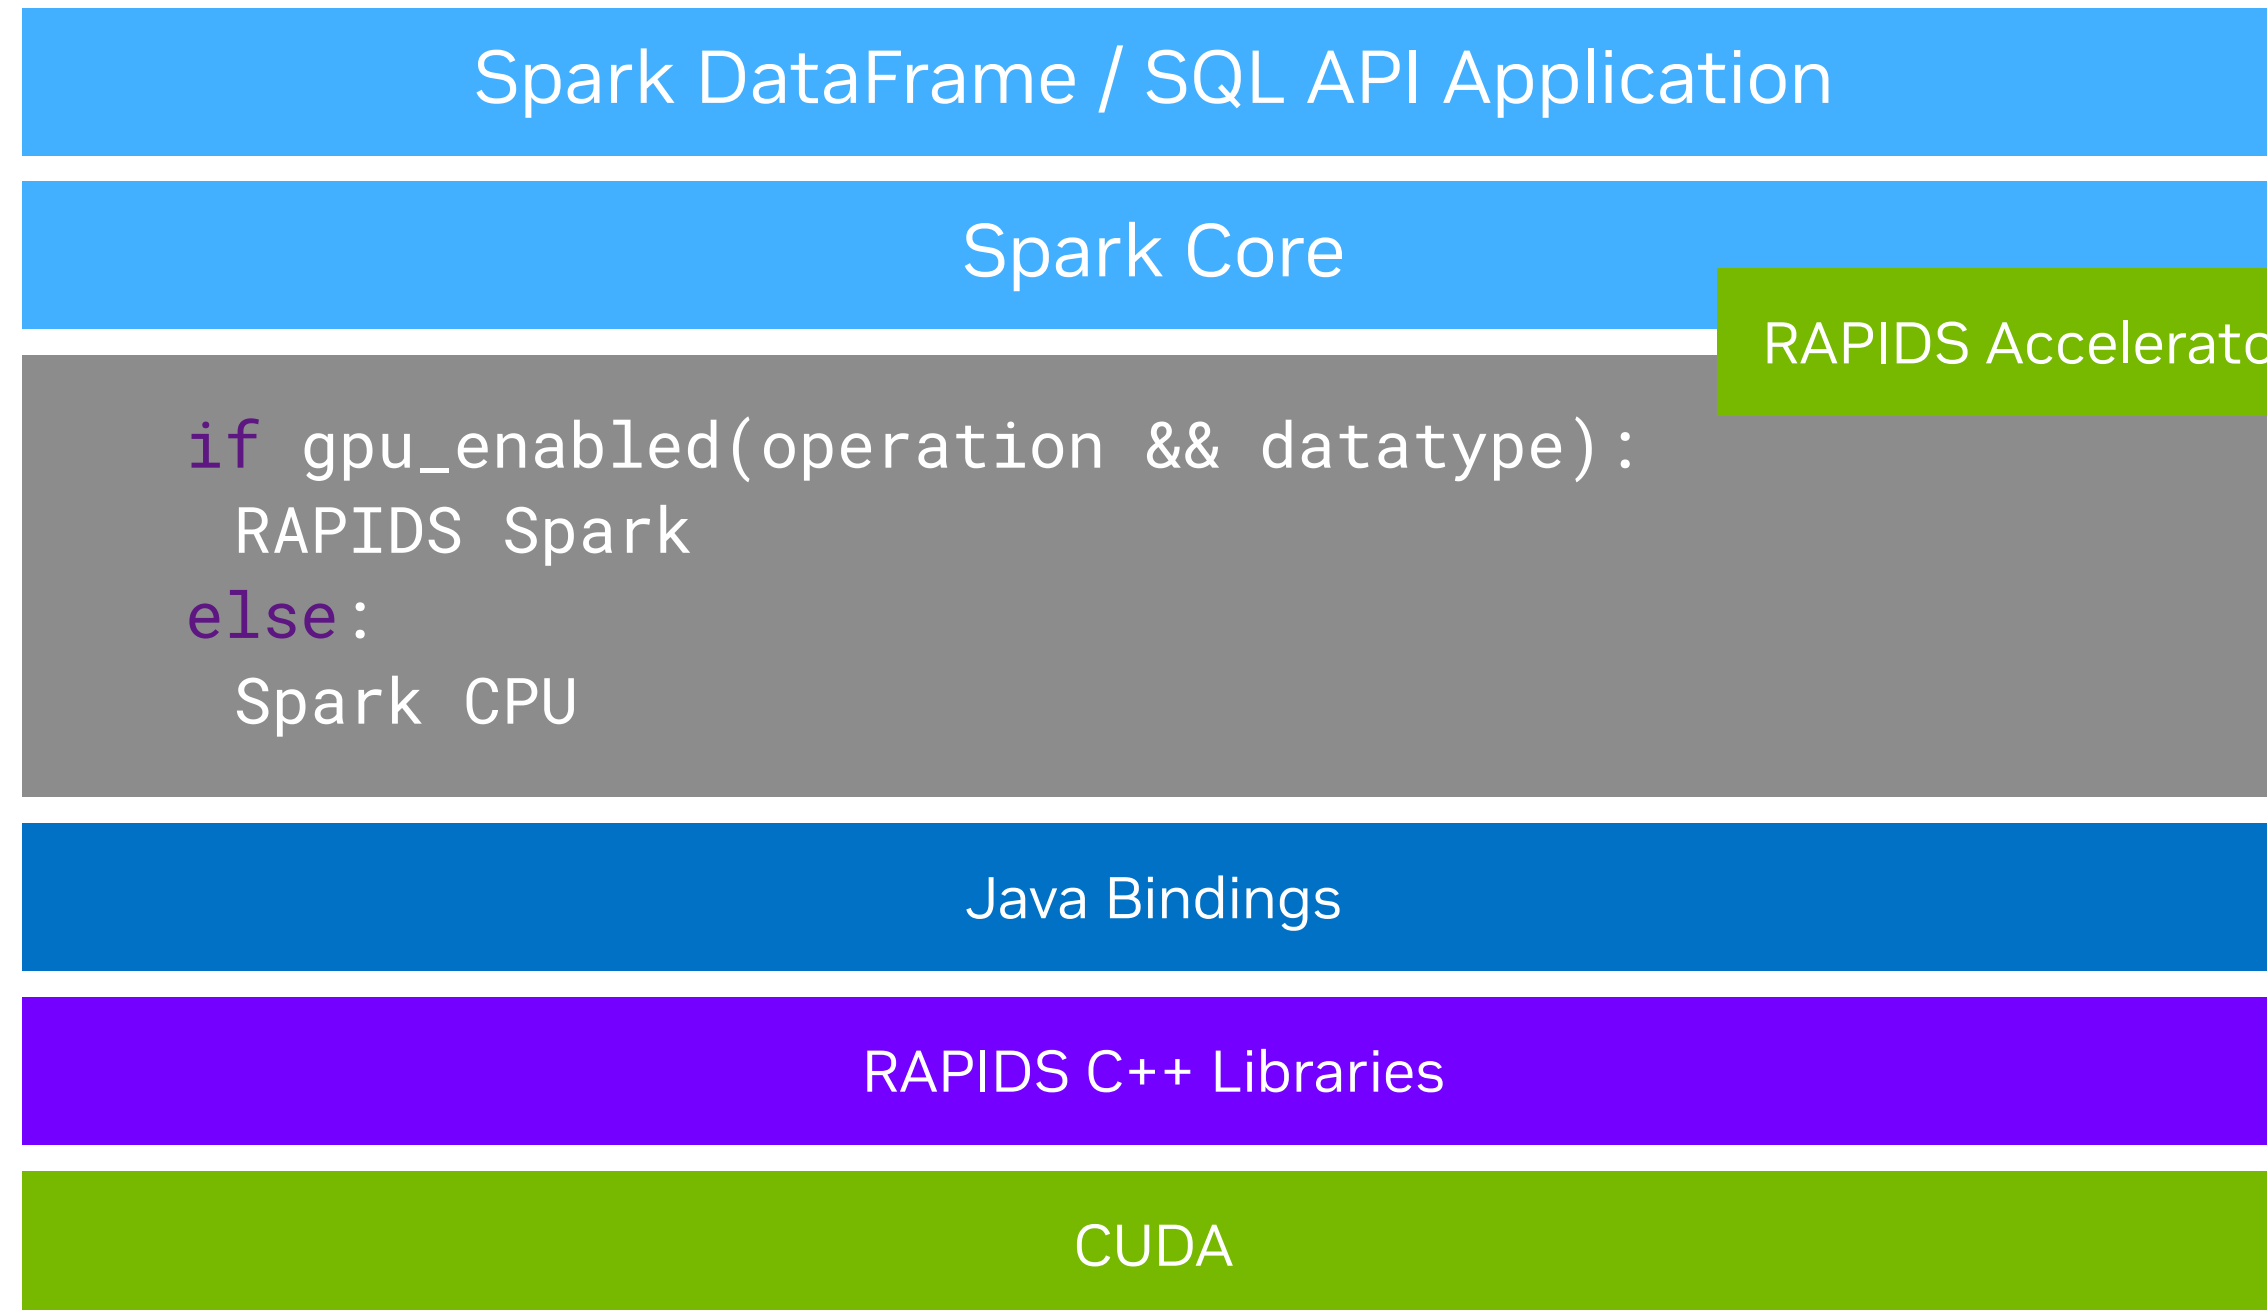 Spark DataFrame / SQL API Application
Spark Core
RAPIDS Accelerato
if gpu_enabled(operation && datatype):
RAPIDS Spark
else:
Spark CPU
Java Bindings
RAPIDS C++ Libraries
CUDA